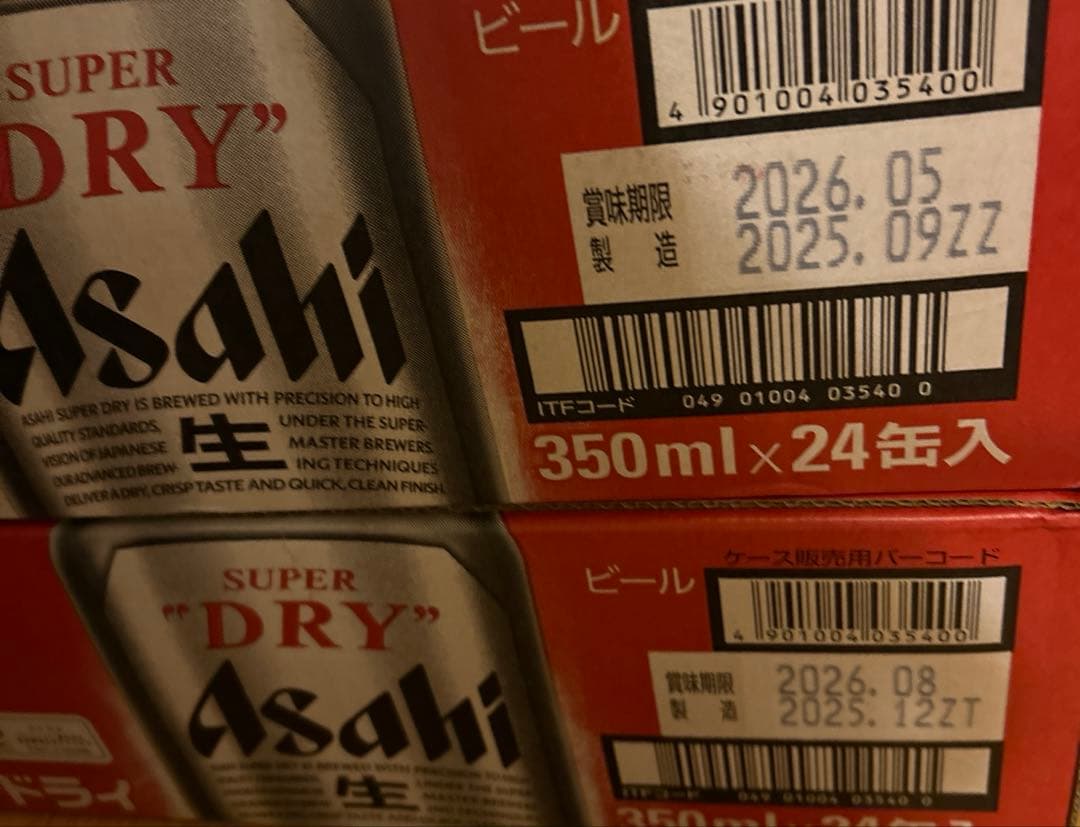 SUPER
DRY”
Asahi
ASAHI SUPER DRY IS BREWED WITH PRECISION TO HIGH
QUALITY STANDARDS, UNDER THE SUPER-
VISION OF JAPANESE MASTER BREWERS.
OUR ADVANCED BREW- ING TECHNIQUES
DELIVER A DRY, CRISP TASTE AND QUICK, CLEAN FINISH.
生
ビール
4 901004 035400
賞味期限 2026. 05
製造 2025. 09ZZ
ITFコード 049 01004 03540 0
350ml×24缶入
SUPER
“DRY”
Asahi
生
ドライ
ビール
ケース販売用バーコード
4 901004 035400
賞味期限 2026. 08
製造 2025. 12ZT
ITFコード 049 01004 03540 0
350ml×24缶入